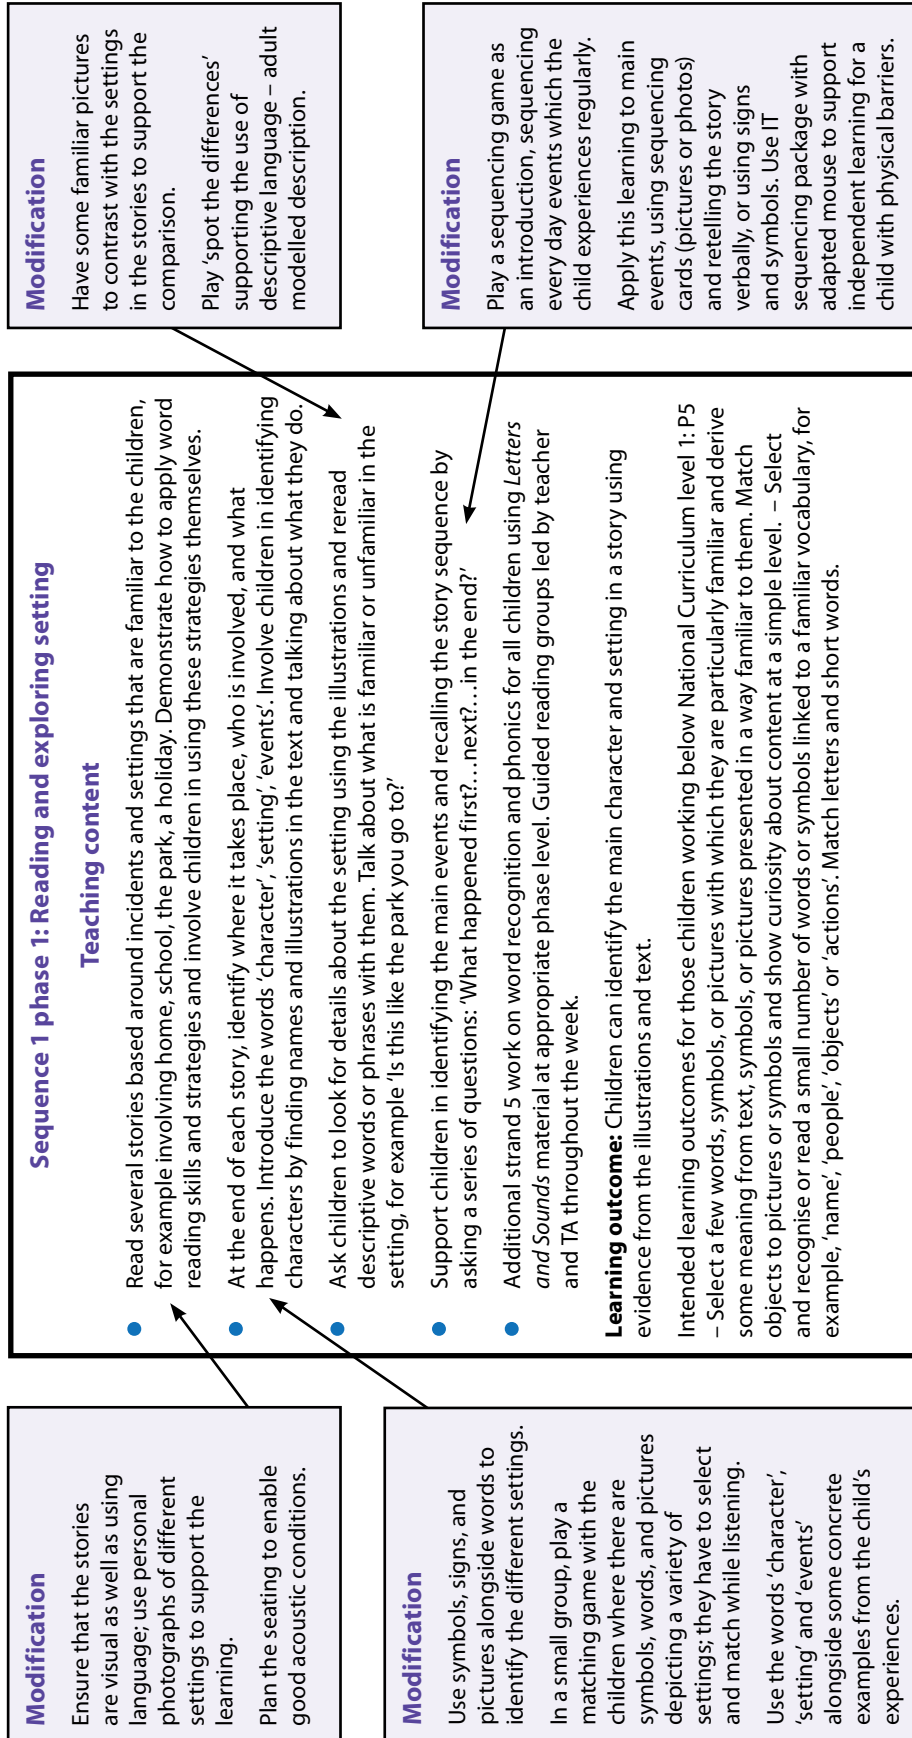 Modification
Ensure that the stories
are visual as well as using
language; use personal
photographs of different
settings to support the
learning.
Plan the seating to enable
good acoustic conditions.
Modification
Use symbols, signs, and
pictures alongside words to
identify the different settings.
In a small group, play a
matching game with the
children where there are
symbols, words, and pictures
depicting a variety of
settings; they have to select
and match while listening.
Use the words ‘character’,
‘setting’ and ‘events’
alongside some concrete
examples from the child’s
experiences.
Sequence 1 phase 1: Reading and exploring setting
Teaching content
● Read several stories based around incidents and settings that are familiar to the children,
for example involving home, school, the park, a holiday. Demonstrate how to apply word
reading skills and strategies and involve children in using these strategies themselves.
● At the end of each story, identify where it takes place, who is involved, and what
happens. Introduce the words ‘character’, ‘setting’, ‘events’. Involve children in identifying
characters by finding names and illustrations in the text and talking about what they do.
● Ask children to look for details about the setting using the illustrations and reread
descriptive words or phrases with them. Talk about what is familiar or unfamiliar in the
setting, for example ‘Is this like the park you go to?’
● Support children in identifying the main events and recalling the story sequence by
asking a series of questions: ‘What happened first?…next?…in the end?’
● Additional strand 5 work on word recognition and phonics for all children using Letters
and Sounds material at appropriate phase level. Guided reading groups led by teacher
and TA throughout the week.
Learning outcome: Children can identify the main character and setting in a story using
evidence from the illustrations and text.
Intended learning outcomes for those children working below National Curriculum level 1: P5
– Select a few words, symbols, or pictures with which they are particularly familiar and derive
some meaning from text, symbols, or pictures presented in a way familiar to them. Match
objects to pictures or symbols and show curiosity about content at a simple level. – Select
and recognise or read a small number of words or symbols linked to a familiar vocabulary, for
example, ‘name’, ‘people’, ‘objects’ or ‘actions’. Match letters and short words.
Modification
Have some familiar pictures
to contrast with the settings
in the stories to support the
comparison.
Play ‘spot the differences’
supporting the use of
descriptive language – adult
modelled description.
Modification
Play a sequencing game as
an introduction, sequencing
every day events which the
child experiences regularly.
Apply this learning to main
events, using sequencing
cards (pictures or photos)
and retelling the story
verbally, or using signs
and symbols. Use IT
sequencing package with
adapted mouse to support
independent learning for a
child with physical barriers.